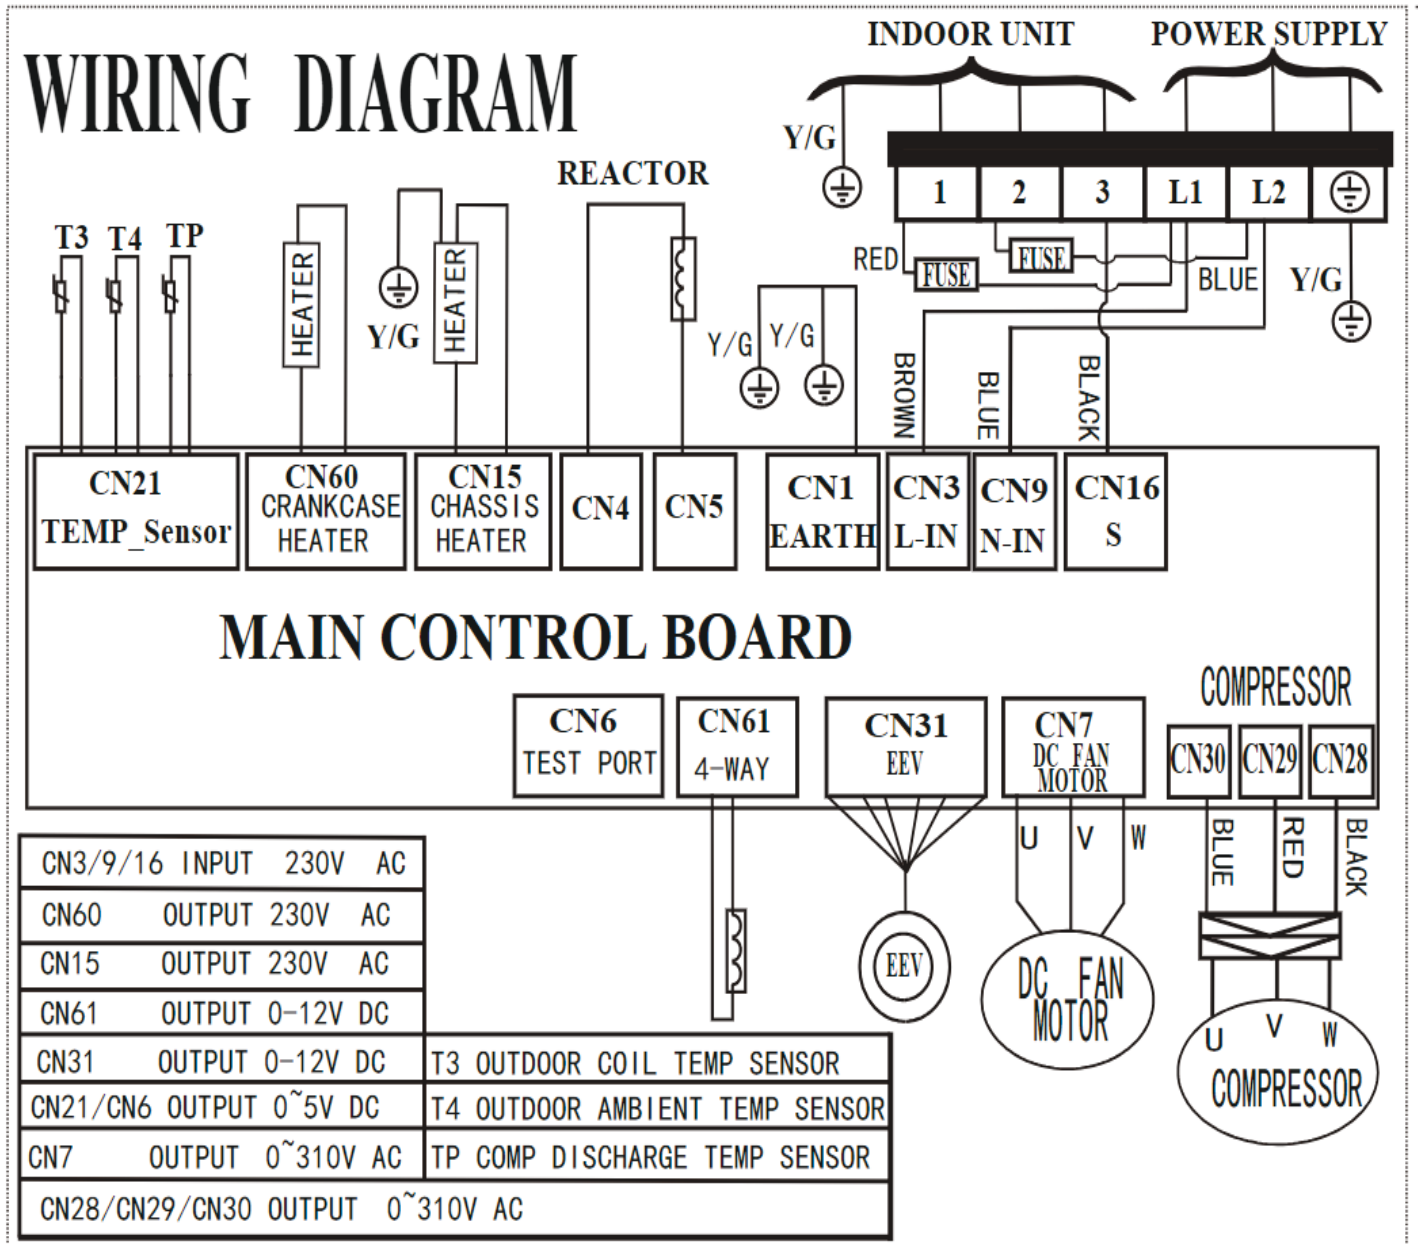 WIRING DIAGRAM
INDOOR UNIT
POWER SUPPLY
Y/G
1
2
3
L1
L2
REACTOR
T3
T4
TP
HEATER
Y/G
HEATER
RED
FUSE
FUSE
BLUE
Y/G
Y/G
Y/G
BROWN
BLUE
BLACK
CN21
TEMP_Sensor
CN60
CRANKCASE
HEATER
CN15
CHASSIS
HEATER
CN4
CN5
CN1
EARTH
CN3
L-IN
CN9
N-IN
CN16
S
MAIN CONTROL BOARD
CN6
TEST PORT
CN61
4-WAY
CN31
EEV
CN7
DC FAN
MOTOR
COMPRESSOR
CN30
CN29
CN28
U
V
W
BLUE
RED
BLACK
EEV
DC FAN
MOTOR
U
V
W
COMPRESSOR
CN3/9/16 INPUT 230V AC
CN60 OUTPUT 230V AC
CN15 OUTPUT 230V AC
CN61 OUTPUT 0-12V DC
CN31 OUTPUT 0-12V DC
T3 OUTDOOR COIL TEMP SENSOR
CN21/CN6 OUTPUT 0~5V DC
T4 OUTDOOR AMBIENT TEMP SENSOR
CN7 OUTPUT 0~310V AC
TP COMP DISCHARGE TEMP SENSOR
CN28/CN29/CN30 OUTPUT 0~310V AC